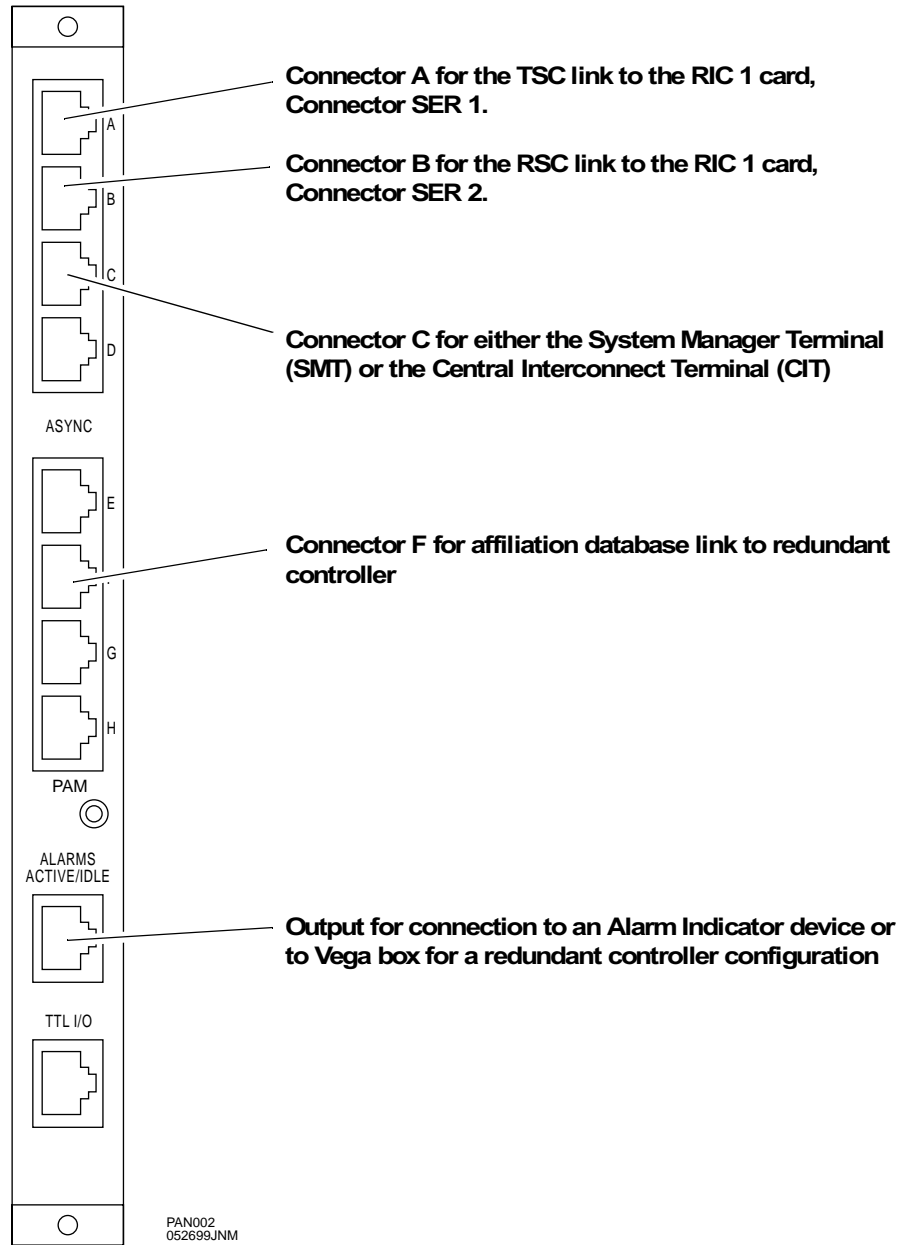 Connector A for the TSC link to the RIC 1 card,
Connector SER 1.
A
Connector B for the RSC link to the RIC 1 card,
Connector SER 2.
B
C
Connector C for either the System Manager Terminal
(SMT) or the Central Interconnect Terminal (CIT)
D
ASYNC
E
Connector F for affiliation database link to redundant
controller
G
H
PAM
ALARMS
ACTIVE/IDLE
Output for connection to an Alarm Indicator device or
to Vega box for a redundant controller configuration
TTL I/O
PAN002
052699JNM